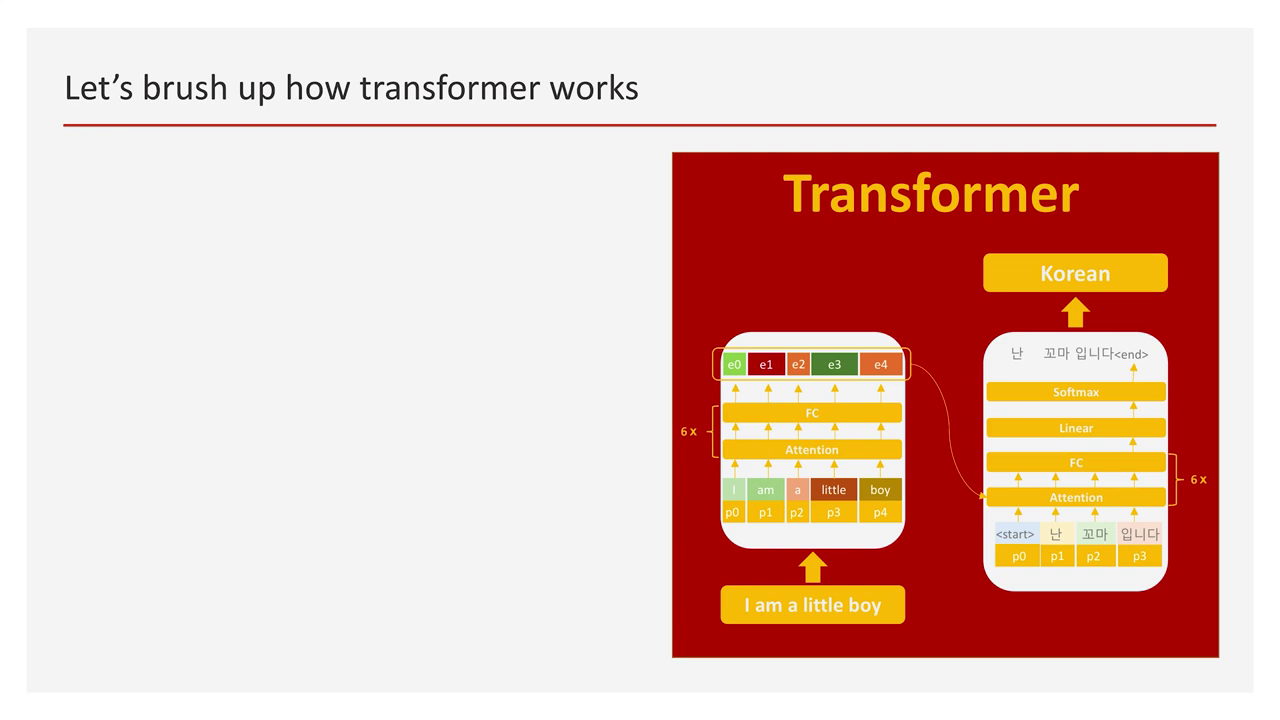 Let's brush up how transformer works
Transformer
Korean
난 꼬마 입니다<end>
Softmax
Linear
FC
Attention
6 x
<start> 난 꼬마 입니다
p0 p1 p2 p3
e0 e1 e2 e3 e4
FC
Attention
6 x
I am a little boy
p0 p1 p2 p3 p4
I am a little boy